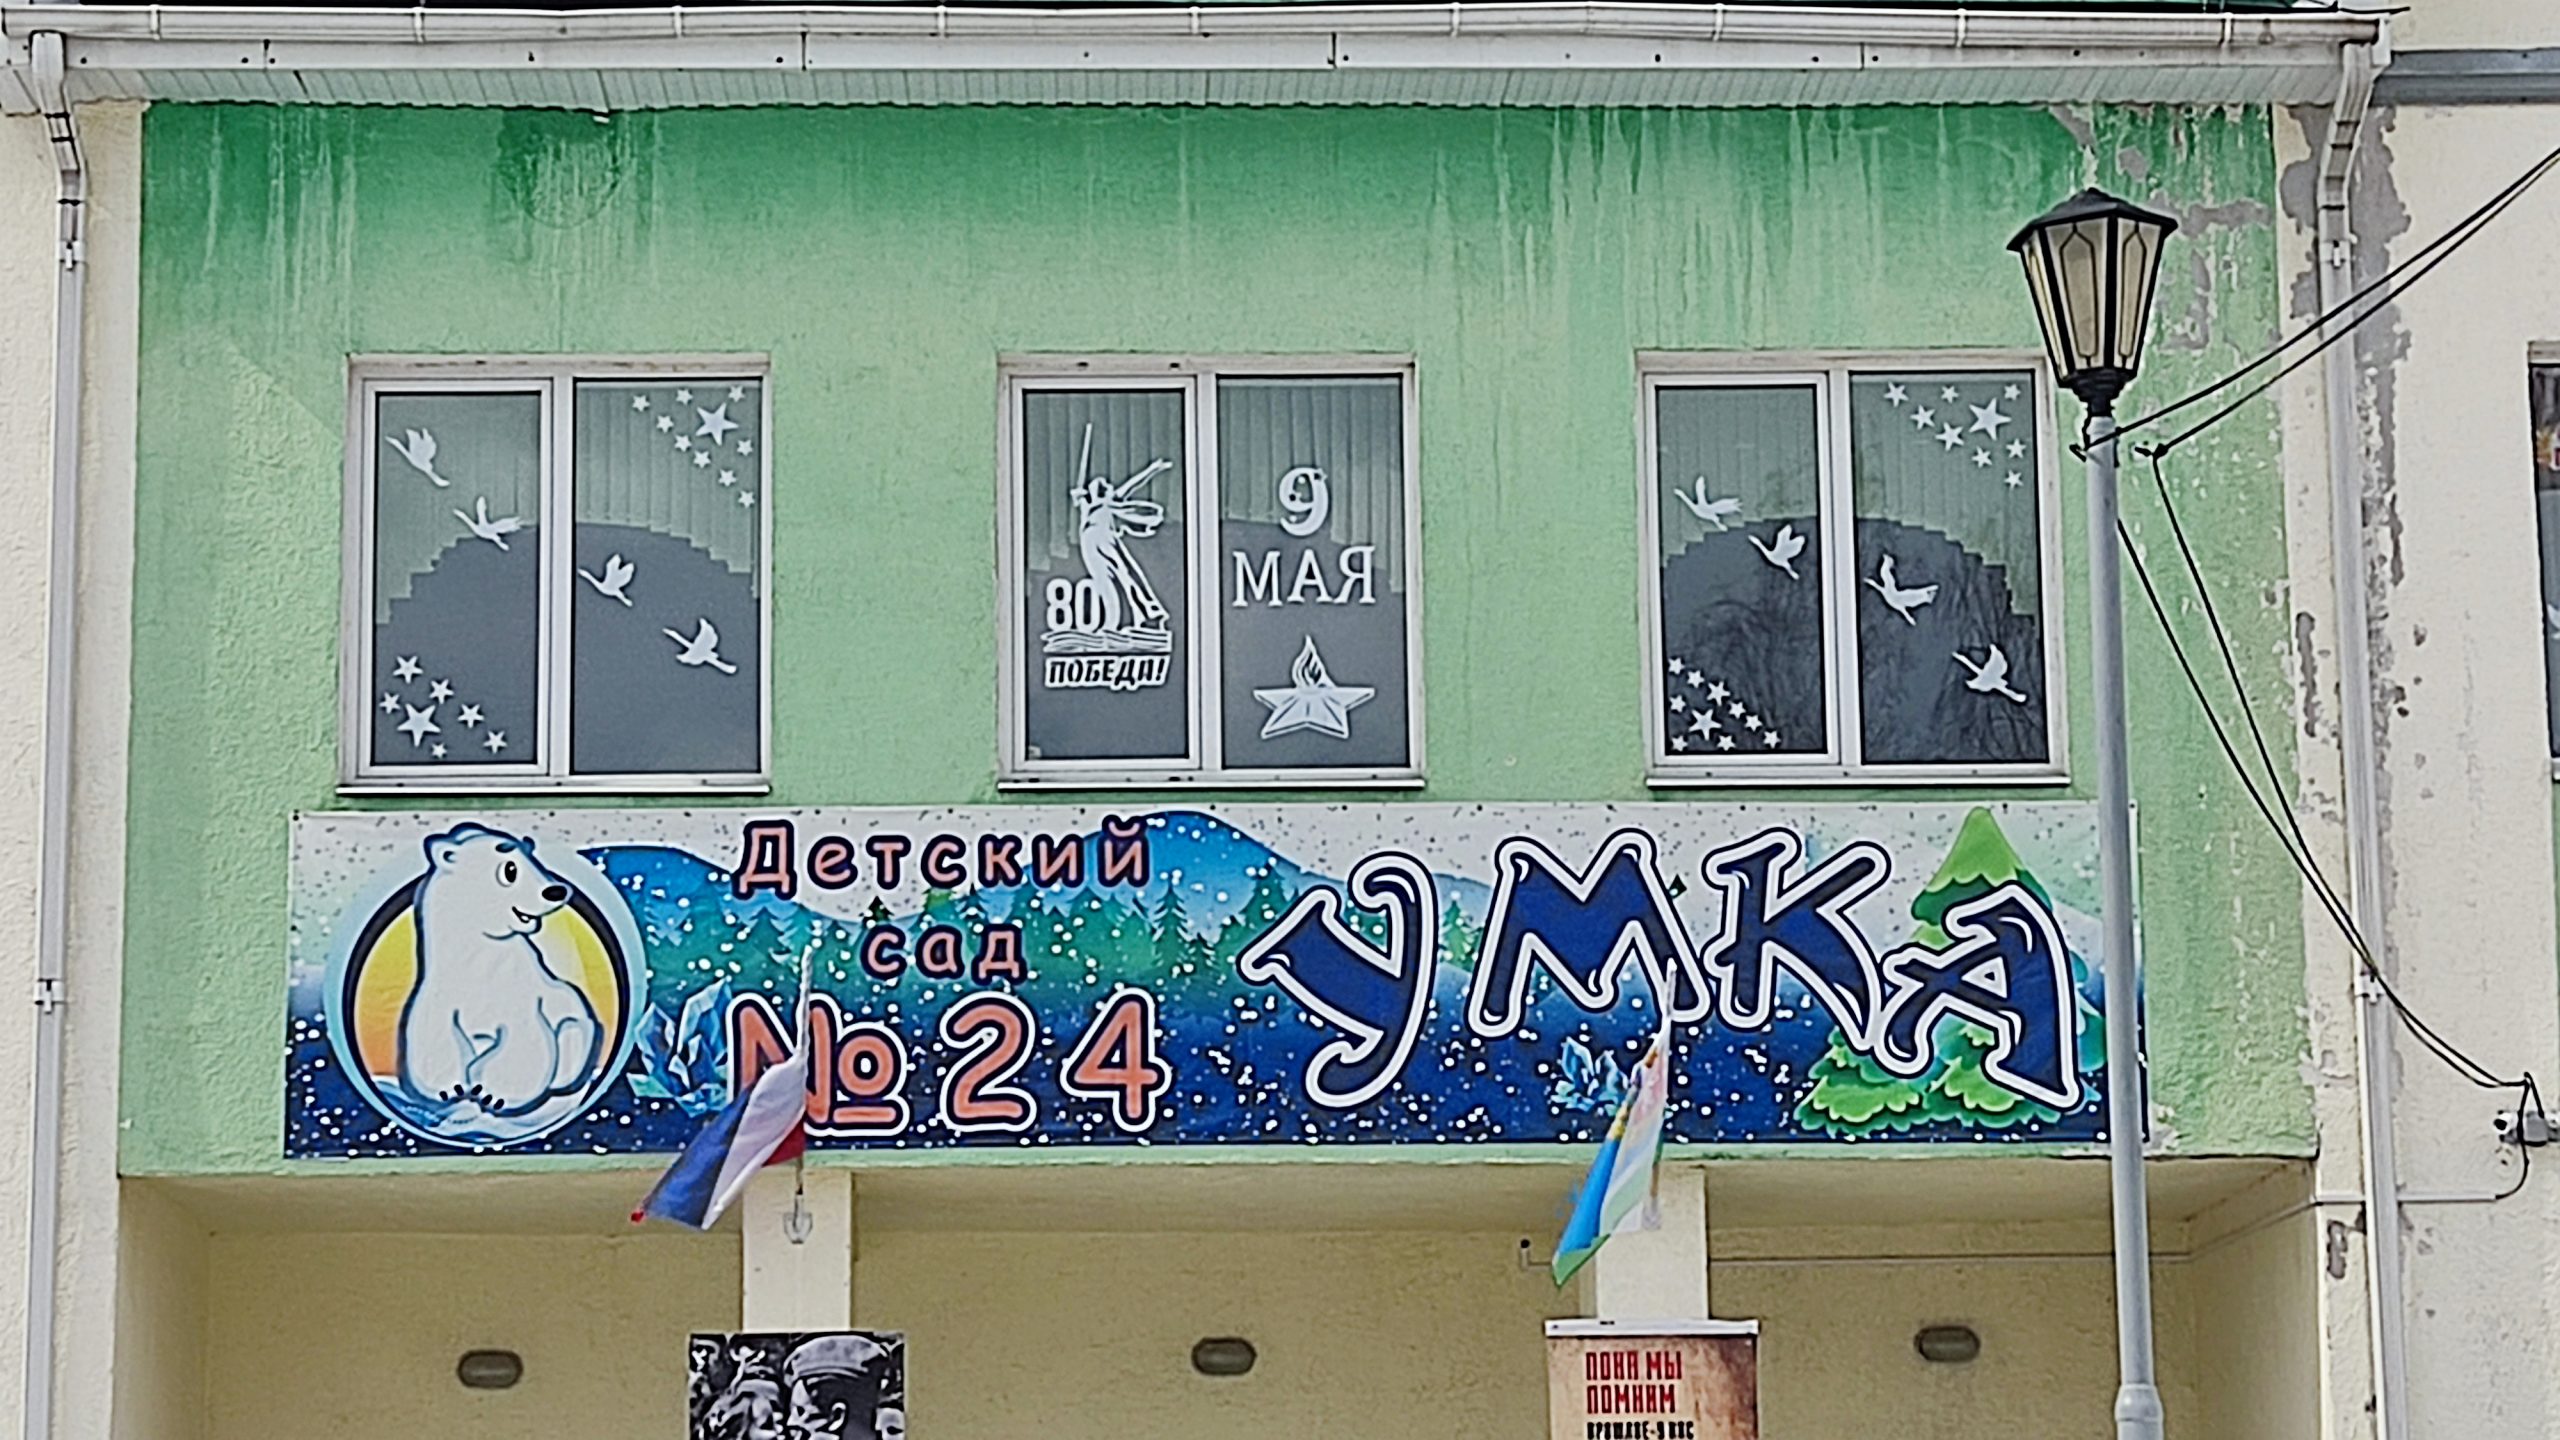 80
ПОБЕДА!
9
МАЯ
Детский
сад
№24
УМКА
ПОКА МЫ
ПОМНИМ